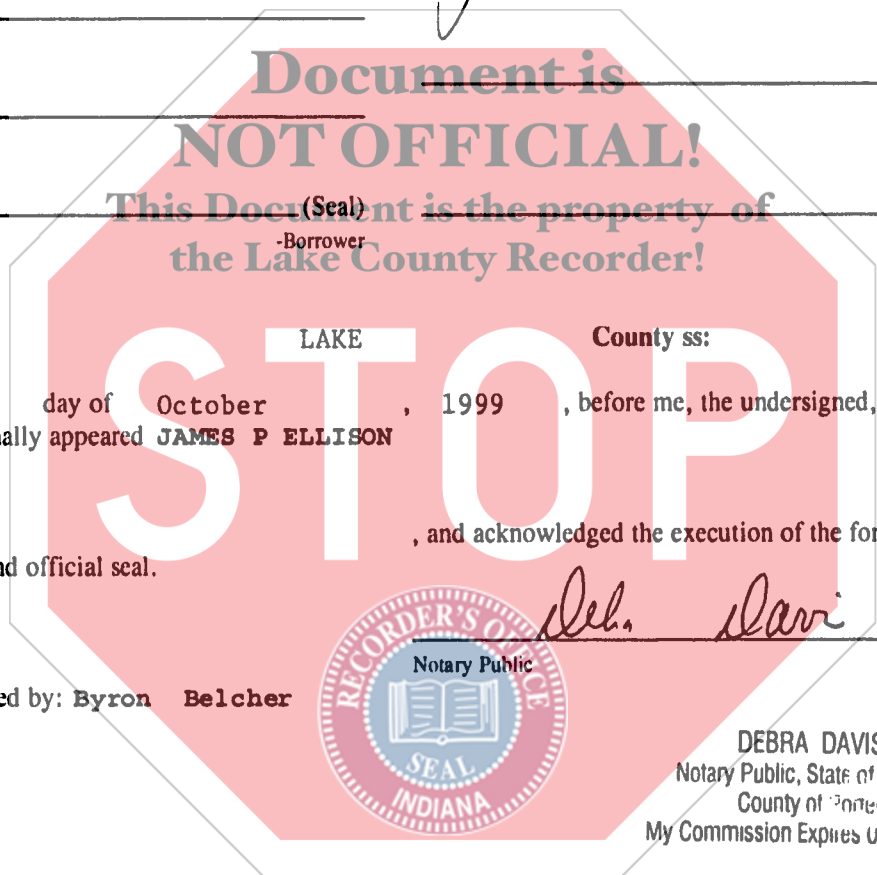 Document is
NOT OFFICIAL!
This Document is the property of
the Lake County Recorder!
(Seal)
-Borrower
LAKE County ss:
day of October , 1999 , before me, the undersigned,
ally appeared JAMES P ELLISON
STOP
, and acknowledged the execution of the for
nd official seal.
Debra Davi
Notary Public
RECORDER'S OFFICE
SEAL
INDIANA
ed by: Byron Belcher
DEBRA DAVIS
Notary Public, State of
County of
My Commission Expires